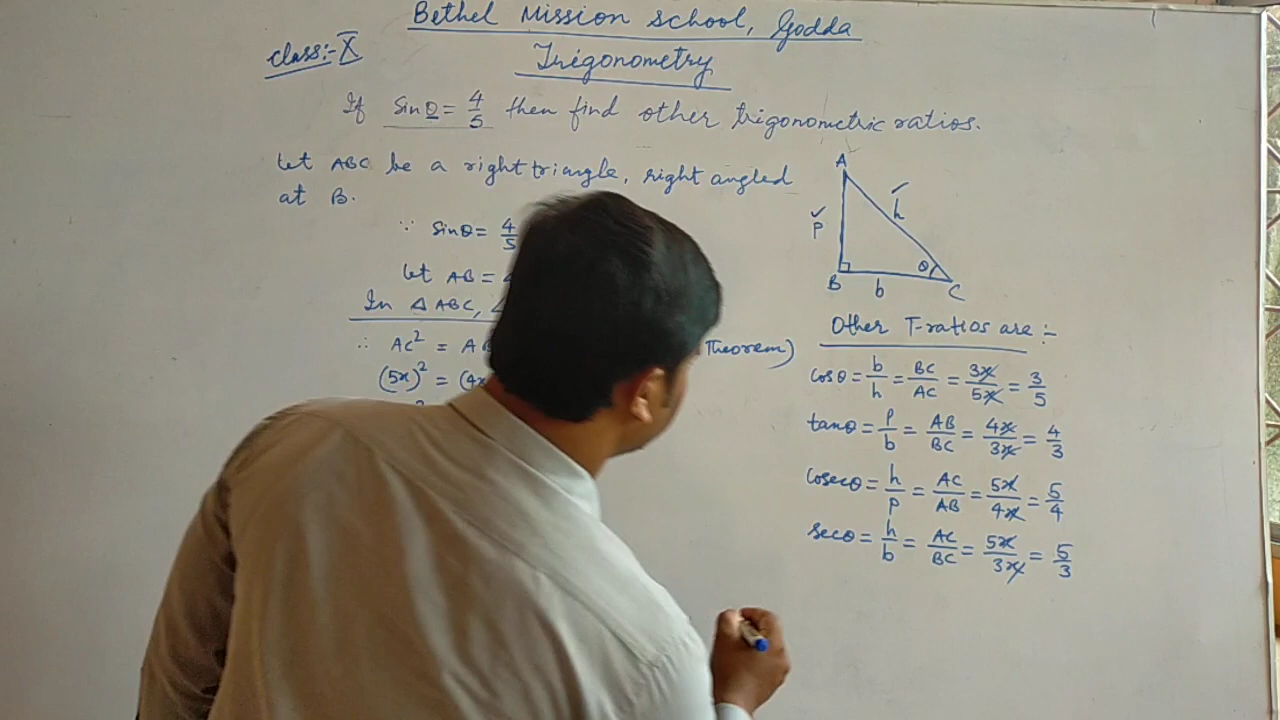 Bethel Mission School, Godda
Class:- X
Trigonometry
If Sinθ = 4/5 then find other trigonometric ratios.
Let ABC be a right triangle, right angled
at B.
∵ Sinθ = 4/5
Let AB =
In Δ ABC,
∴ AC² = AB
Theorem)
(5x)² = (4x
A
p
h
B
b
θ
C
Other T-ratios are :-
Cosθ = b/h = BC/AC = 3x/5x = 3/5
tanθ = P/b = AB/BC = 4x/3x = 4/3
Cosecθ = h/p = AC/AB = 5x/4x = 5/4
Secθ = h/b = AC/BC = 5x/3x = 5/3